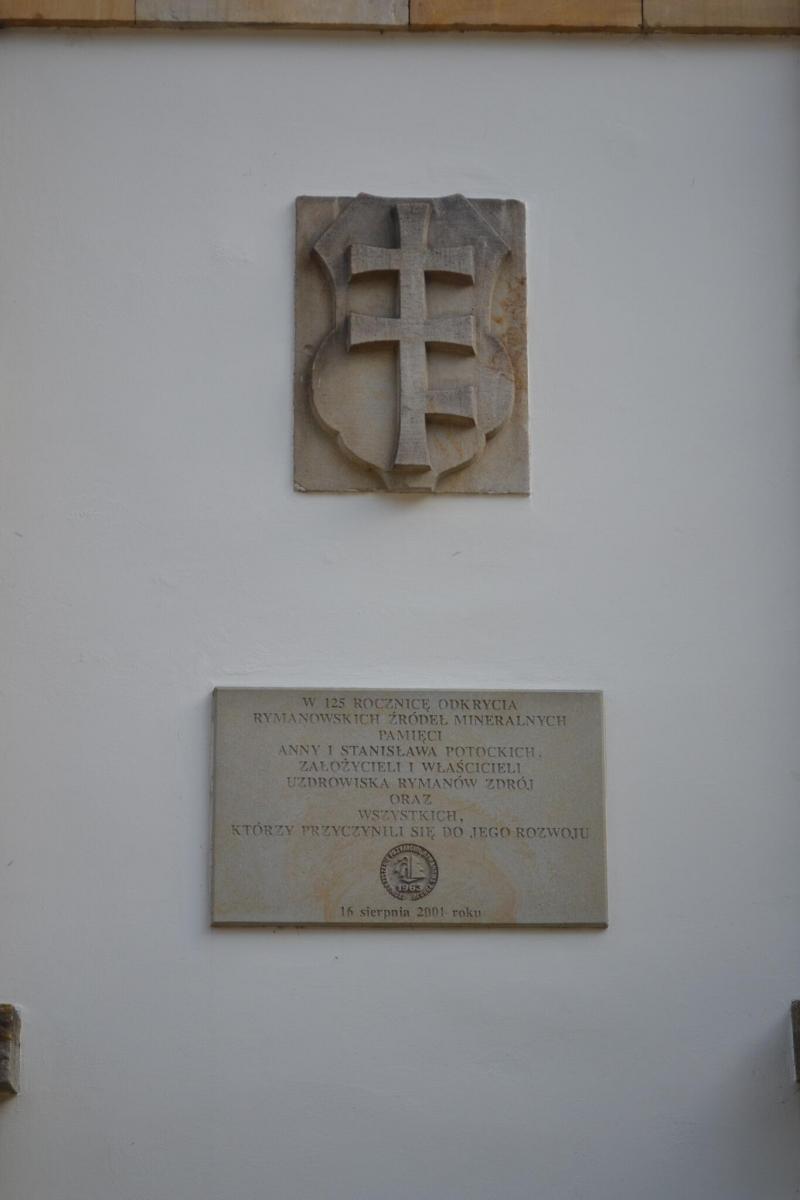 W 125 ROCZNICĘ ODKRYCIA
RYMANOWSKICH ŹRÓDEŁ MINERALNYCH
PAMIĘCI
ANNY I STANISŁAWA POTOCKICH,
ZAŁOŻYCIELI I WŁAŚCICIELI
UZDROWISKA RYMANÓW ZDRÓJ
ORAZ
WSZYSTKICH,
KTÓRZY PRZYCZYNILI SIĘ DO JEGO ROZWOJU
1963
16 sierpnia 2001 roku